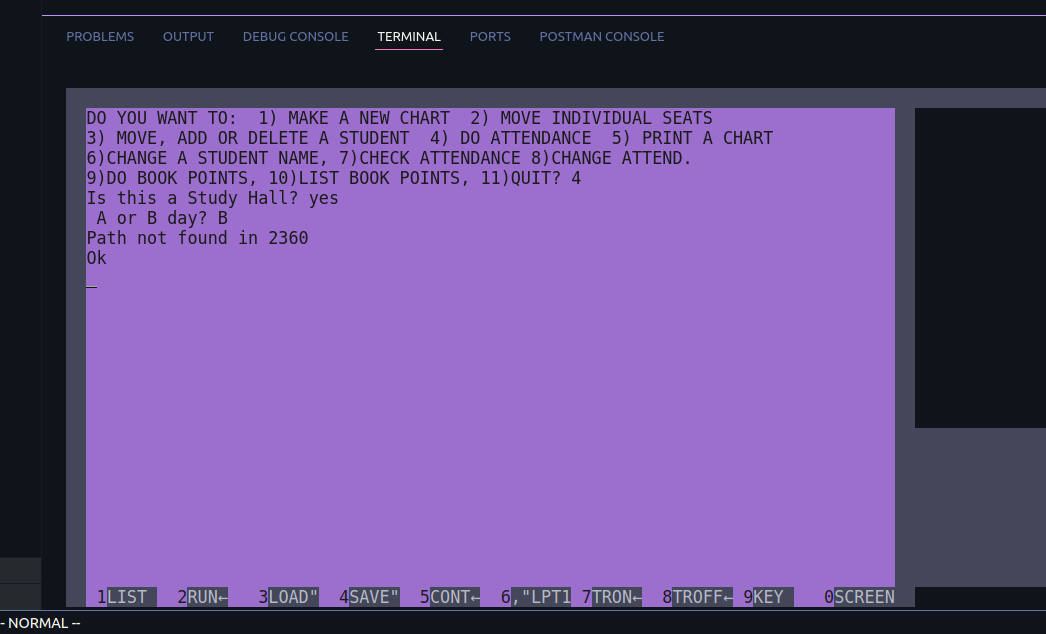 PROBLEMS OUTPUT DEBUG CONSOLE TERMINAL PORTS POSTMAN CONSOLE
DO YOU WANT TO:  1) MAKE A NEW CHART  2) MOVE INDIVIDUAL SEATS
3) MOVE, ADD OR DELETE A STUDENT  4) DO ATTENDANCE  5) PRINT A CHART
6)CHANGE A STUDENT NAME, 7)CHECK ATTENDANCE 8)CHANGE ATTEND.
9)DO BOOK POINTS, 10)LIST BOOK POINTS, 11)QUIT? 4
Is this a Study Hall? yes
 A or B day? B
Path not found in 2360
Ok
_
1LIST  2RUN←  3LOAD"  4SAVE"  5CONT←  6,"LPT1 7TRON←  8TROFF← 9KEY  0SCREEN
- NORMAL --